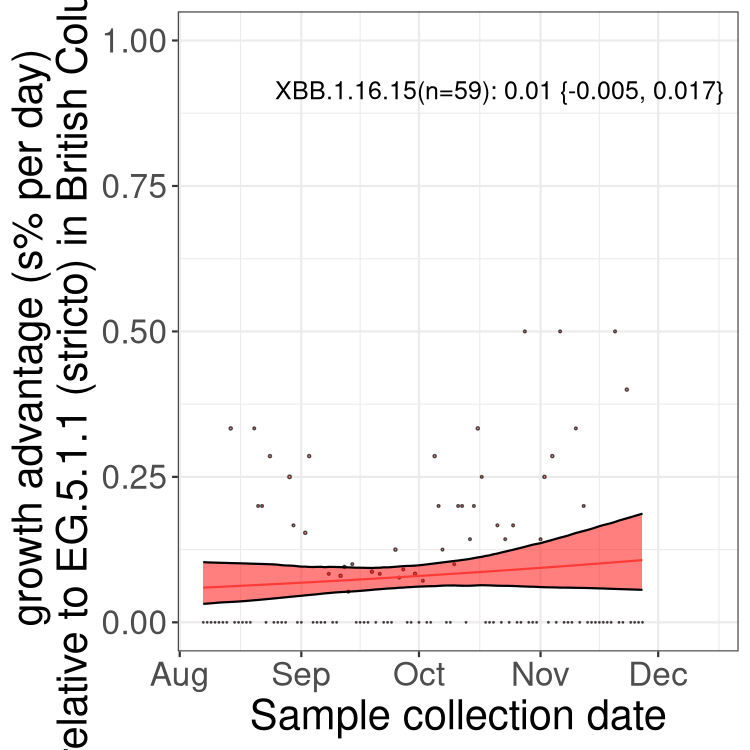 growth advantage (s% per day)
relative to EG.5.1.1 (stricto) in British Colu
1.00
0.75
0.50
0.25
0.00
XBB.1.16.15(n=59): 0.01 {-0.005, 0.017}
Aug Sep Oct Nov Dec
Sample collection date